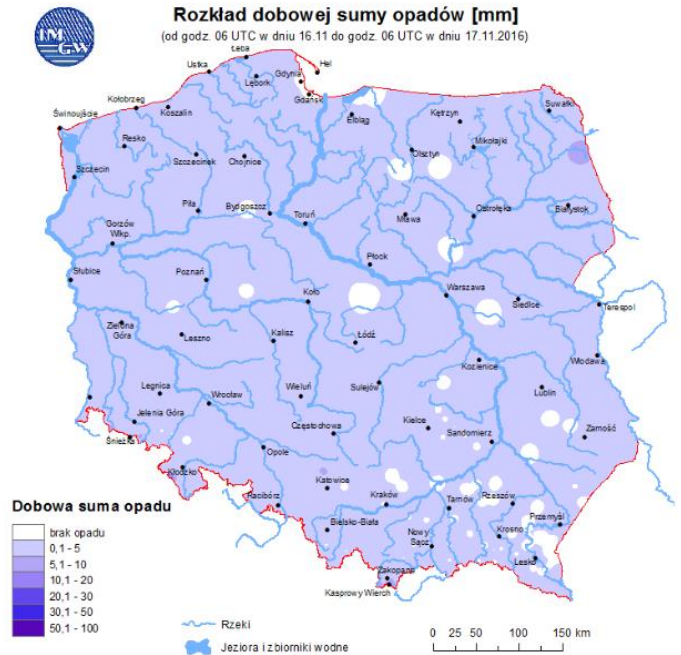 Rozkład dobowej sumy opadów [mm]
(od godz. 06 UTC w dniu 16.11 do godz. 06 UTC w dniu 17.11.2016)
IM
GW
Łeba
Ustka
Hel
Lębork
Gdynia
Gdańsk
Kołobrzeg
Koszalin
Świnoujście
Elbląg
Kętrzyn
Suwałki
Resko
Szczecinek
Chojnice
Olsztyn
Mikołajki
Szczecin
Piła
Bydgoszcz
Toruń
Mława
Ostrołęka
Białystok
Gorzów
Wlkp.
Płock
Słubice
Poznań
Koło
Warszawa
Siedlce
Terespol
Zielona
Góra
Leszno
Kalisz
Łódź
Kozienice
Włodawa
Legnica
Wrocław
Wieluń
Sulejów
Lublin
Jelenia Góra
Śnieżka
Częstochowa
Kielce
Sandomierz
Zamość
Opole
Kłodzko
Katowice
Racibórz
Kraków
Tarnów
Rzeszów
Przemyśl
Bielsko-Biała
Nowy
Sącz
Krosno
Lesko
Zakopane
Kasprowy Wierch
Dobowa suma opadu
brak opadu
0,1 - 5
5,1 - 10
10,1 - 20
20,1 - 30
30,1 - 50
50,1 - 100
Rzeki
Jeziora i zbiorniki wodne
0 25 50 100 150 km